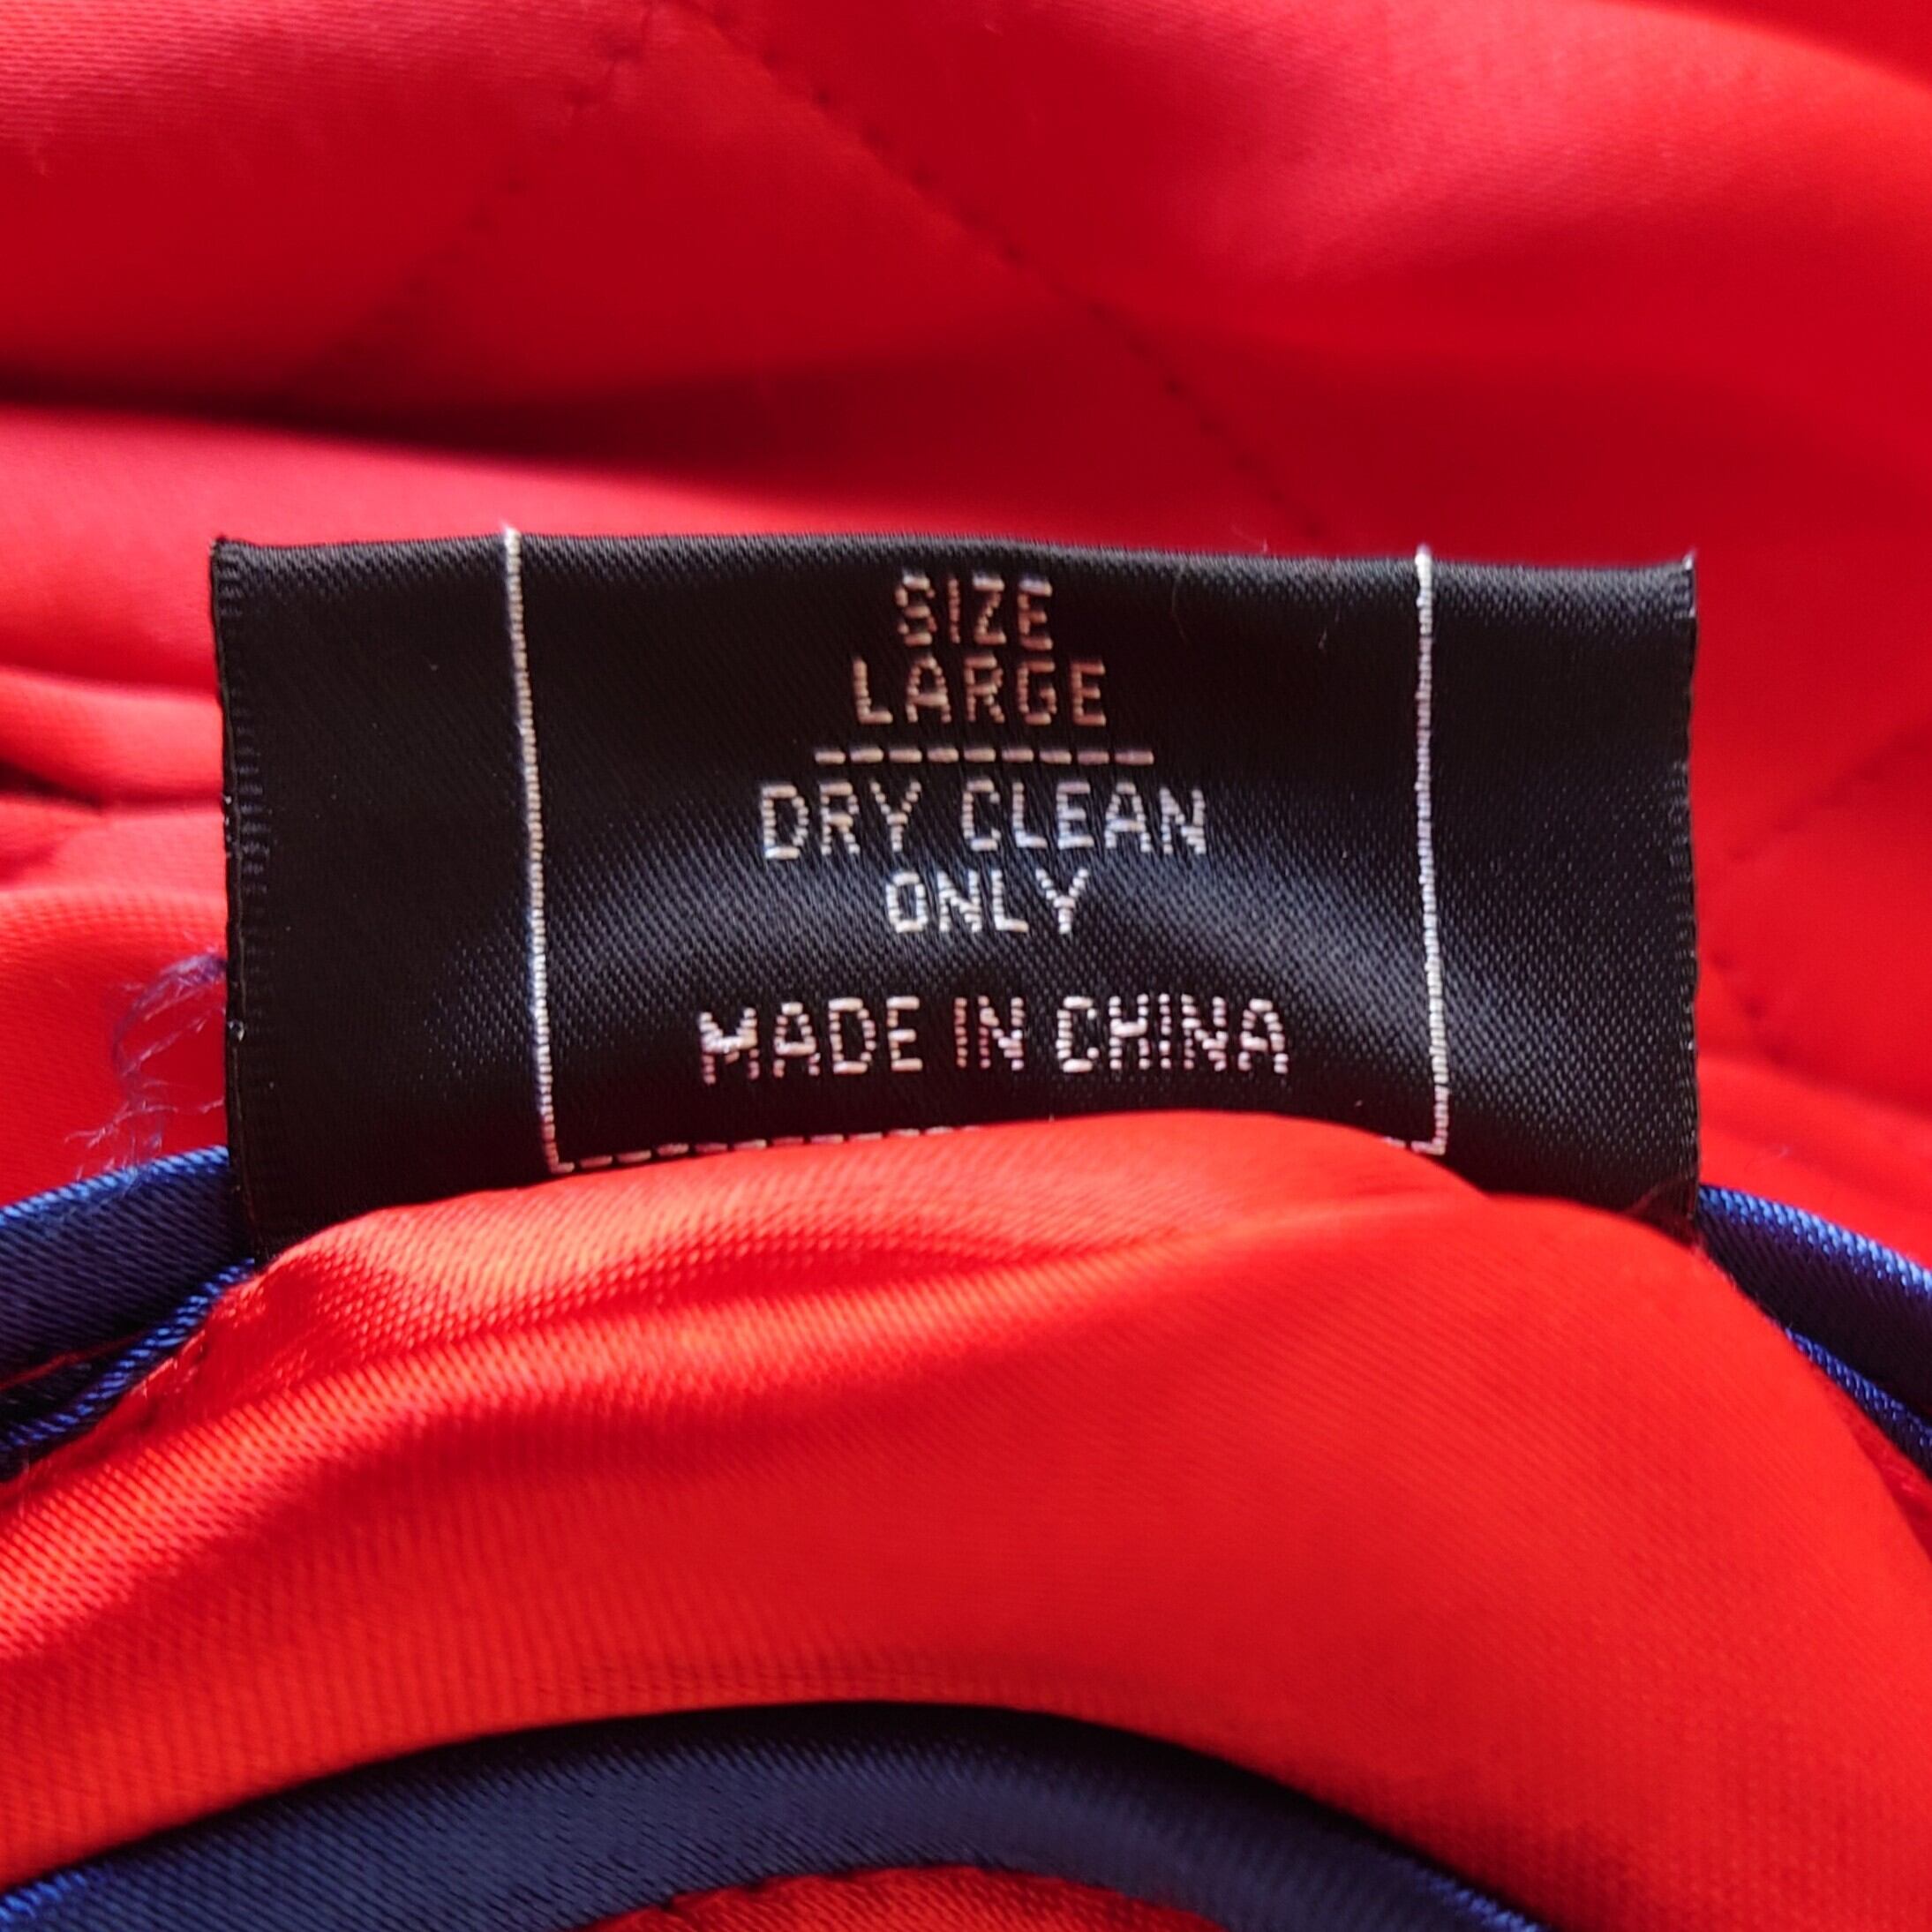 SIZE
LARGE
DRY CLEAN
ONLY
MADE IN CHINA